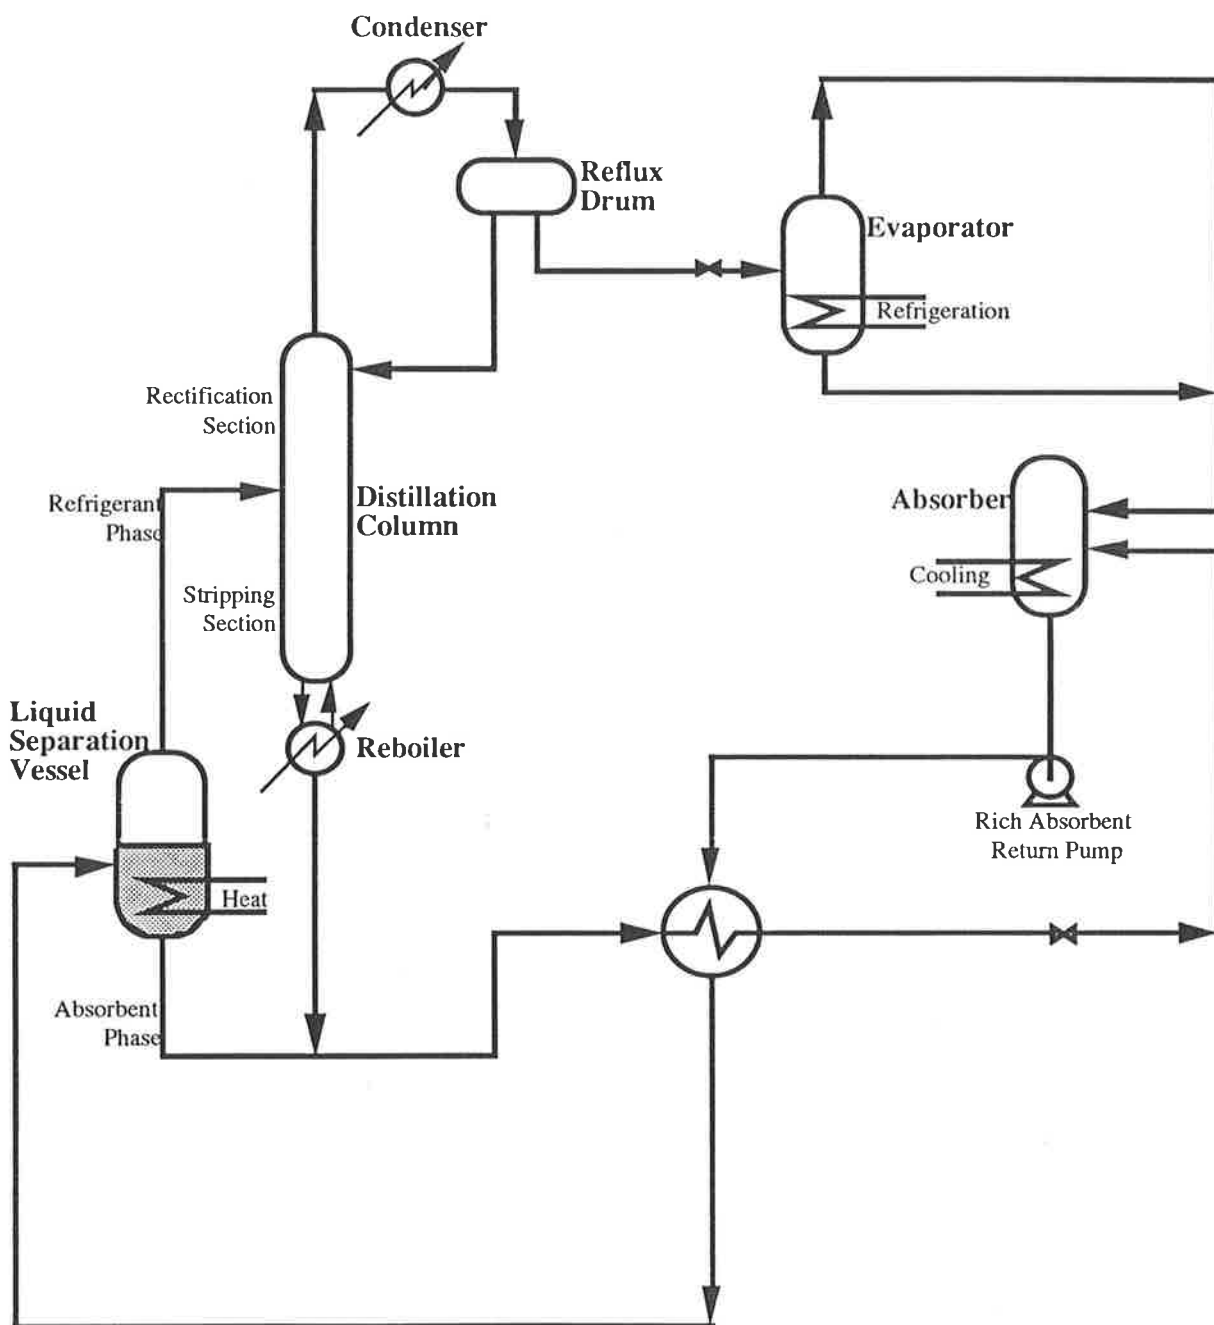 Condenser
Reflux
Drum
Evaporator
Refrigeration
Rectification
Section
Refrigerant
Phase
Distillation
Column
Absorber
Cooling
Stripping
Section
Liquid
Separation
Vessel
Reboiler
Rich Absorbent
Return Pump
Heat
Absorbent
Phase